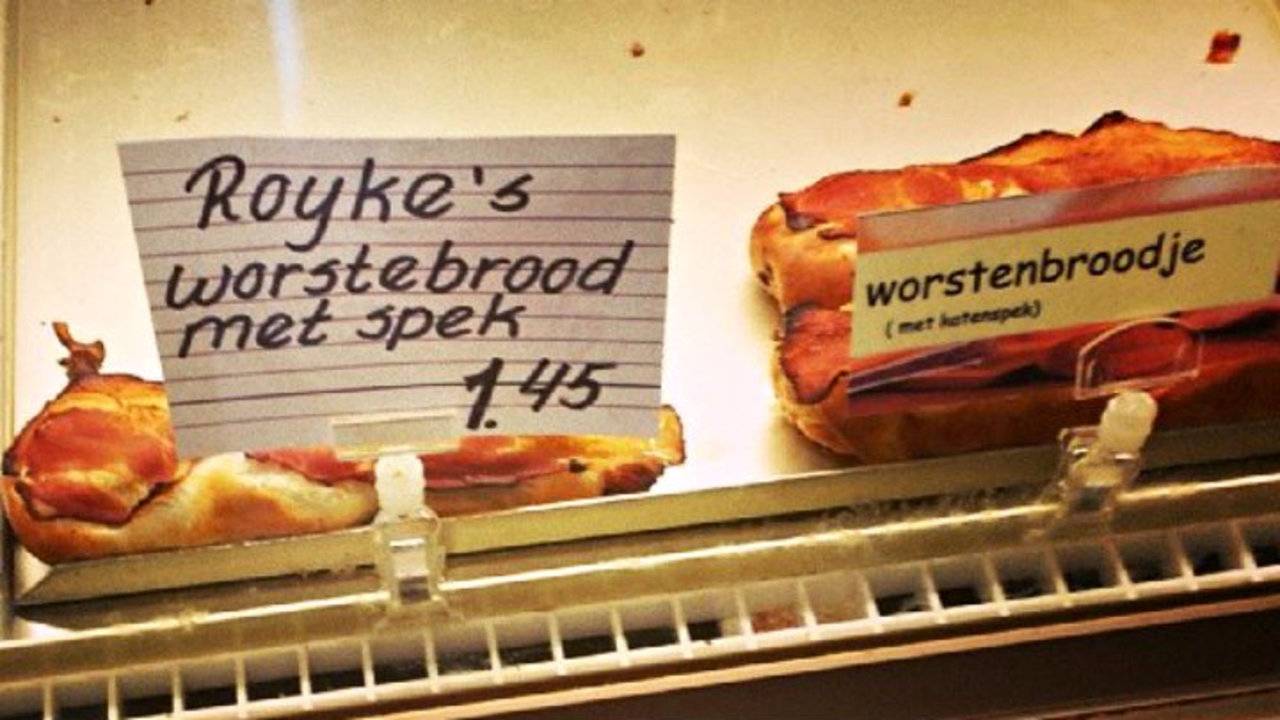 Royke's
worstebrood
met spek
1.45
worstenbroodje
( met katenspek)